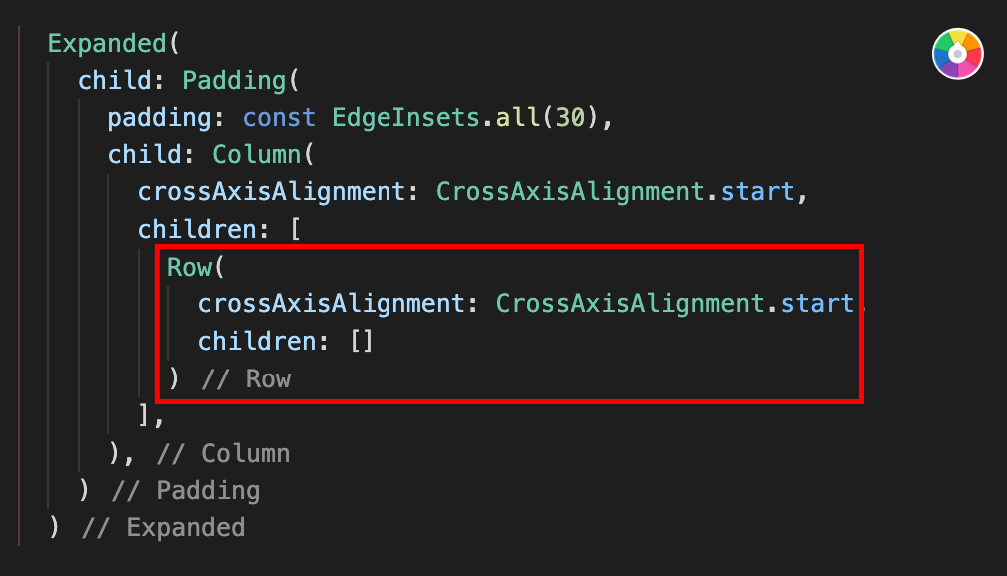 Expanded(
child: Padding(
padding: const EdgeInsets.all(30),
child: Column(
crossAxisAlignment: CrossAxisAlignment.start,
children: [
Row(
crossAxisAlignment: CrossAxisAlignment.start,
children: []
) // Row
],
), // Column
) // Padding
) // Expanded